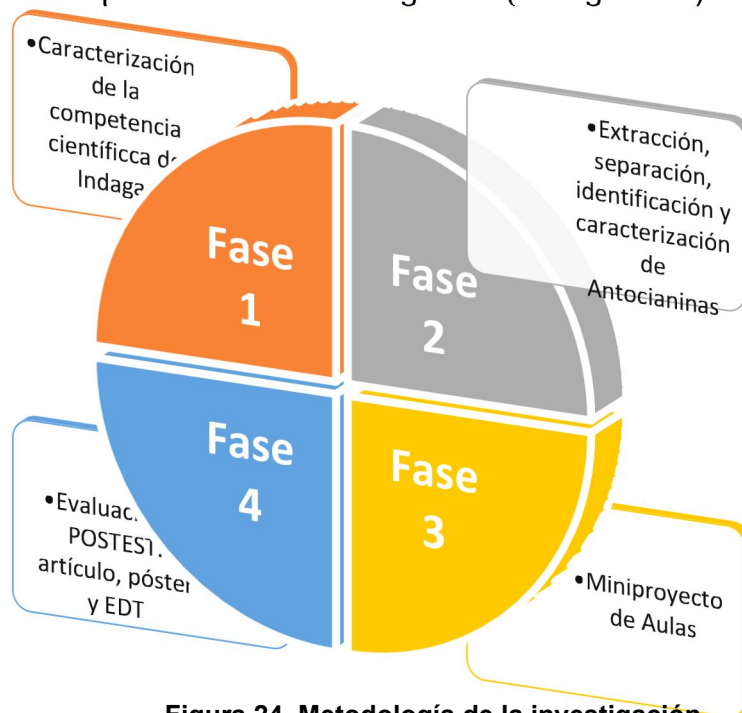 •Caracterización
de la
competencia
científicca de
Indaga
Fase
1
•Extracción,
separación,
identificación y
caracterización
de
Antocianinas
Fase
2
Fase
4
•Evaluac
POSTEST.
artículo, póster
y EDT
Fase
3
•Miniproyecto
de Aulas
Figura 24. Metodología de la investigación